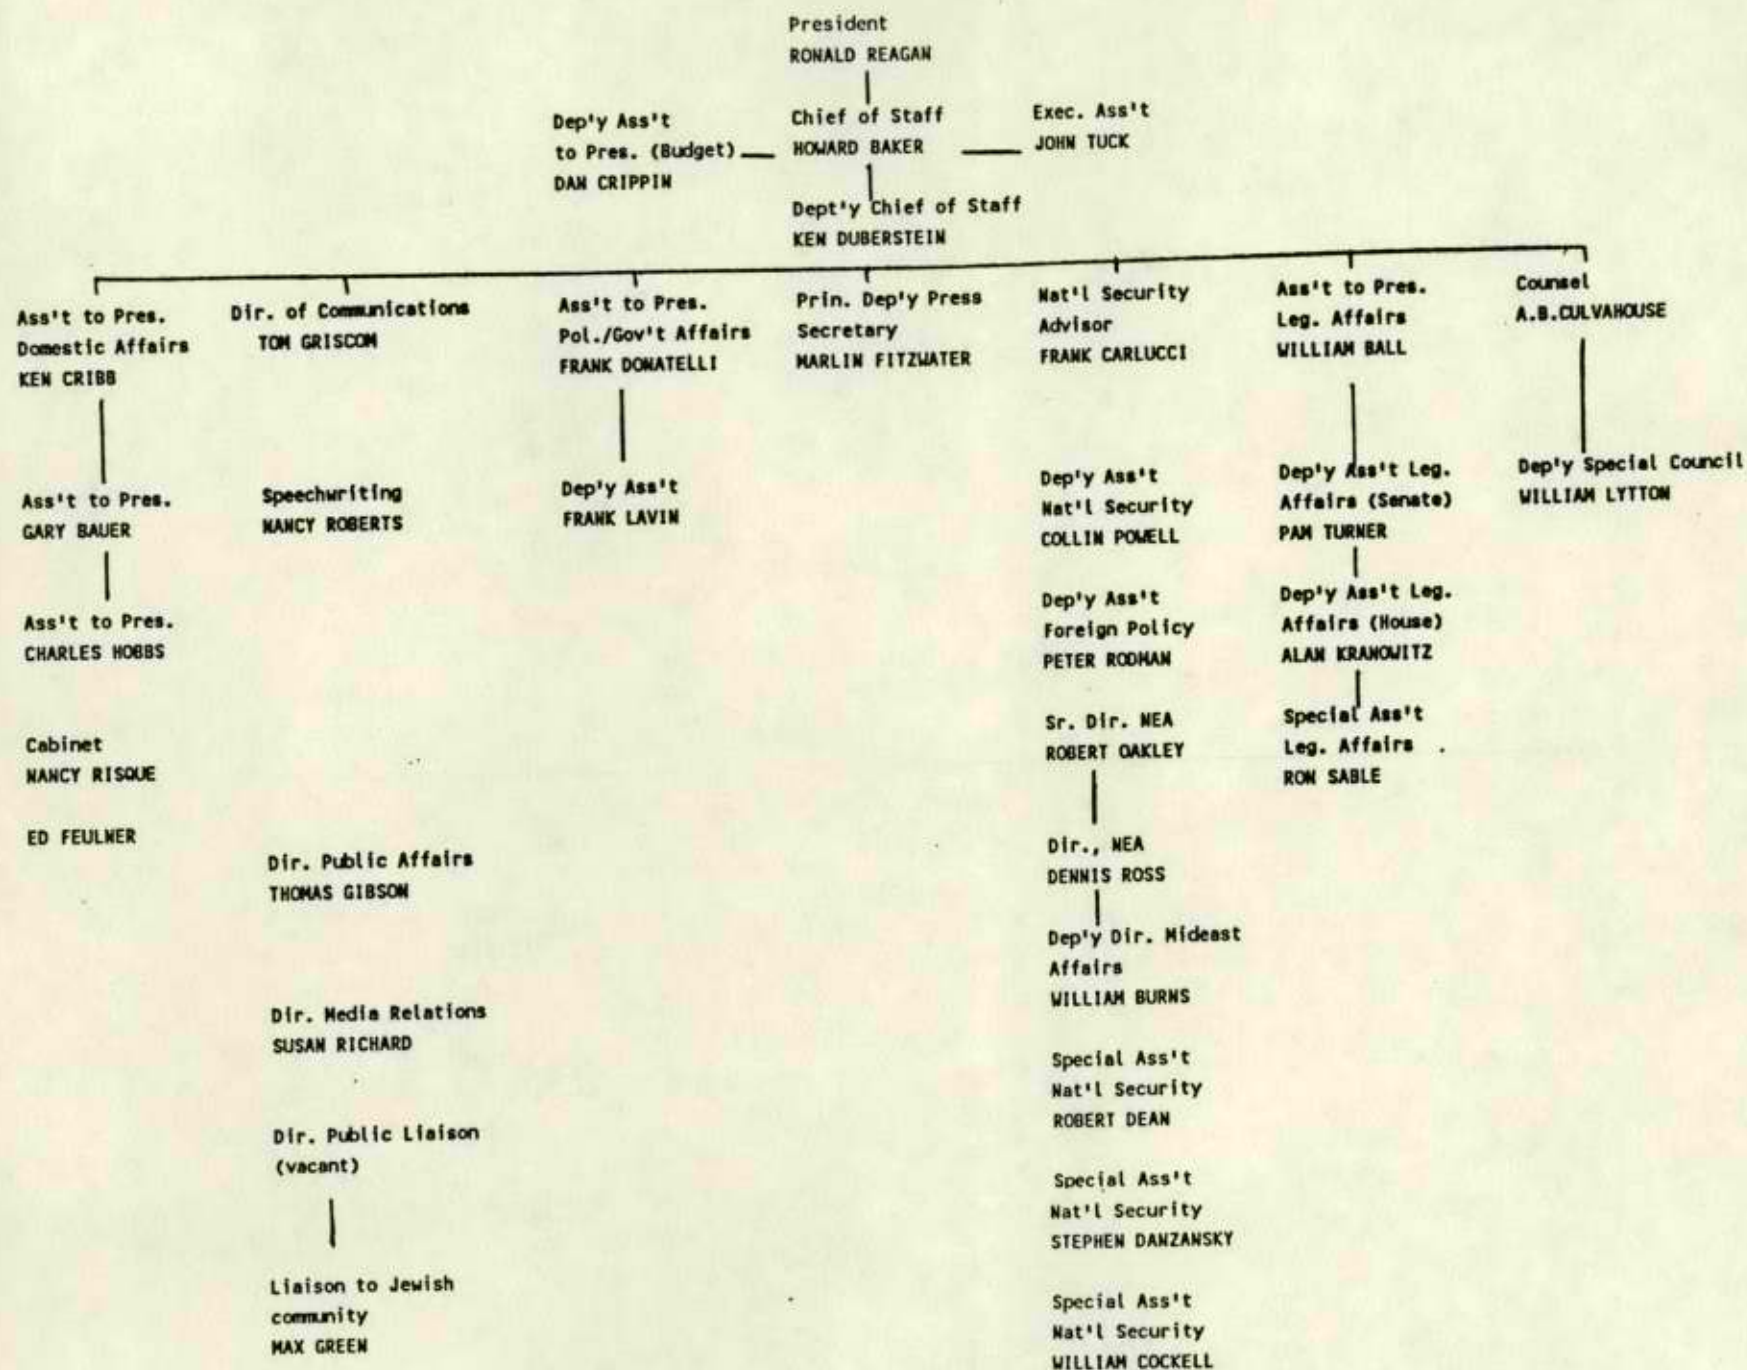 President
RONALD REAGAN
Dep'y Ass't
to Pres. (Budget)
DAN CRIPPIN
Chief of Staff
HOWARD BAKER
Exec. Ass't
JOHN TUCK
Dept'y Chief of Staff
KEN DUBERSTEIN
Ass't to Pres.
Domestic Affairs
KEN CRIBB
Ass't to Pres.
GARY BAUER
Ass't to Pres.
CHARLES HOBBS
Cabinet
NANCY RISQUE
ED FEULNER
Dir. of Communications
TOM GRISCOM
Speechwriting
NANCY ROBERTS
Dir. Public Affairs
THOMAS GIBSON
Dir. Media Relations
SUSAN RICHARD
Dir. Public Liaison
(vacant)
Liaison to Jewish
community
MAX GREEN
Ass't to Pres.
Pol./Gov't Affairs
FRANK DONATELLI
Dep'y Ass't
FRANK LAVIN
Prin. Dep'y Press
Secretary
MARLIN FITZWATER
Nat'l Security
Advisor
FRANK CARLUCCI
Dep'y Ass't
Nat'l Security
COLLIN POWELL
Dep'y Ass't
Foreign Policy
PETER RODMAN
Sr. Dir. NEA
ROBERT OAKLEY
Dir., NEA
DENNIS ROSS
Dep'y Dir. Mideast
Affairs
WILLIAM BURNS
Special Ass't
Nat'l Security
ROBERT DEAN
Special Ass't
Nat'l Security
STEPHEN DANZANSKY
Special Ass't
Nat'l Security
WILLIAM COCKELL
Ass't to Pres.
Leg. Affairs
WILLIAM BALL
Dep'y Ass't Leg.
Affairs (Senate)
PAM TURNER
Dep'y Ass't Leg.
Affairs (House)
ALAN KRANOWITZ
Special Ass't
Leg. Affairs
RON SABLE
Counsel
A.B.CULVAHOUSE
Dep'y Special Council
WILLIAM LYTTON